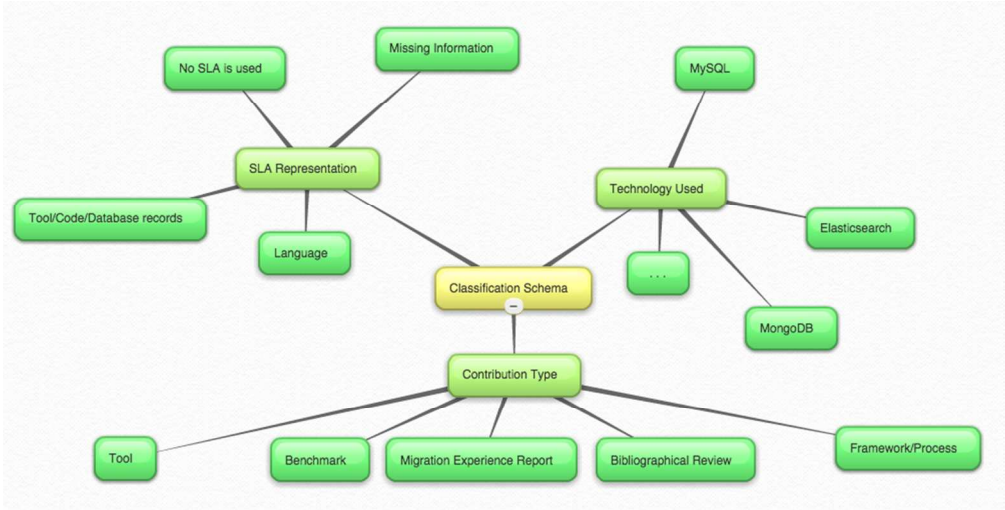 Missing Information
No SLA is used
MySQL
SLA Representation
Technology Used
Tool/Code/Database records
Elasticsearch
Language
...
Classification Schema
MongoDB
Contribution Type
Tool
Benchmark
Migration Experience Report
Bibliographical Review
Framework/Process